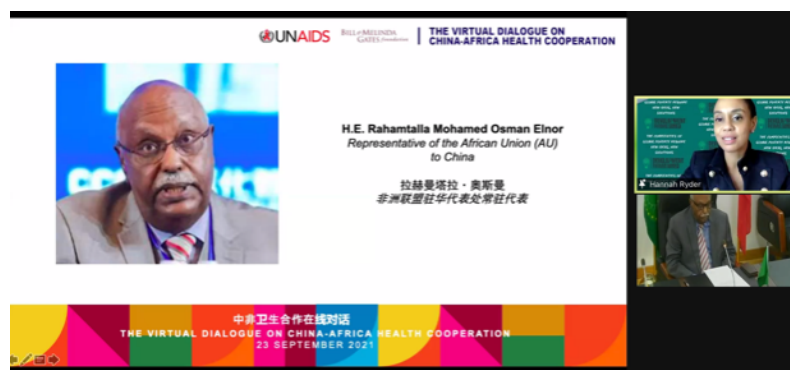 UNAIDS
BILL & MELINDA
GATES foundation
THE VIRTUAL DIALOGUE ON
CHINA-AFRICA HEALTH COOPERATION
H.E. Rahamtalla Mohamed Osman Elnor
Representative of the African Union (AU)
to China
拉赫曼塔拉·奥斯曼
非洲联盟驻华代表处常驻代表
中非卫生合作在线对话
THE VIRTUAL DIALOGUE ON CHINA-AFRICA HEALTH COOPERATION
23 SEPTEMBER 2021
Hannah Ryder